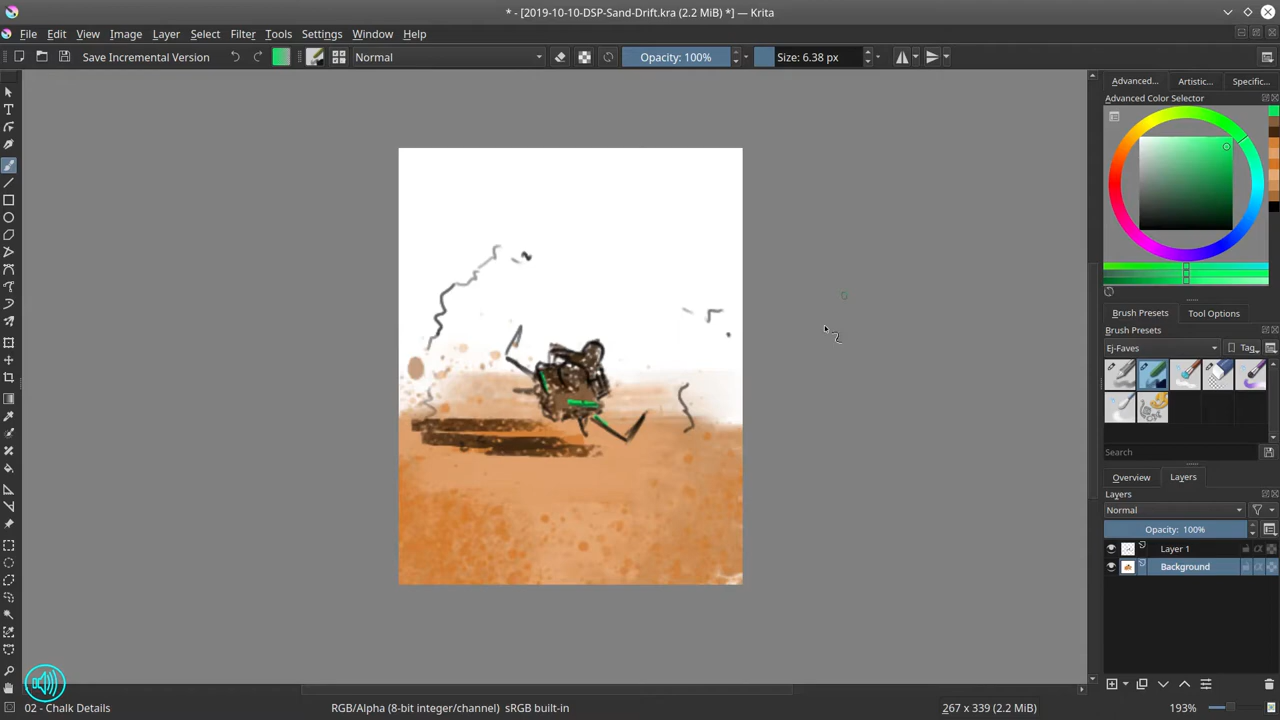 * - [2019-10-10-DSP-Sand-Drift.kra (2.2 MiB) *] — Krita
File Edit View Image Layer Select Filter Tools Settings Window Help
Save Incremental Version Normal Opacity: 100% Size: 6.38 px
Advanced... Artistic... Specific...
Advanced Color Selector
Brush Presets Tool Options
Brush Presets
Ej-Faves Tag
Search
Overview Layers
Layers
Normal
Opacity: 100%
Layer 1
Background
02 - Chalk Details RGB/Alpha (8-bit integer/channel) sRGB built-in 267 x 339 (2.2 MiB) 193%